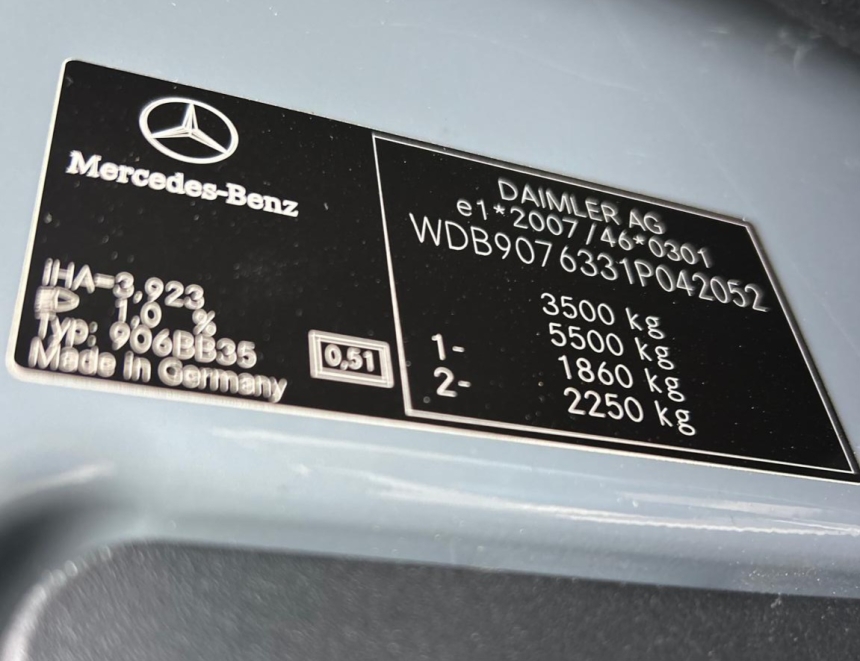 Mercedes-Benz
iHA=3,923
1,0 %
Typ: 906BB35
Made in Germany
0,51
DAIMLER AG
e1*2007/46*0301
WDB9076331P042052
3500 kg
5500 kg
1- 1860 kg
2- 2250 kg